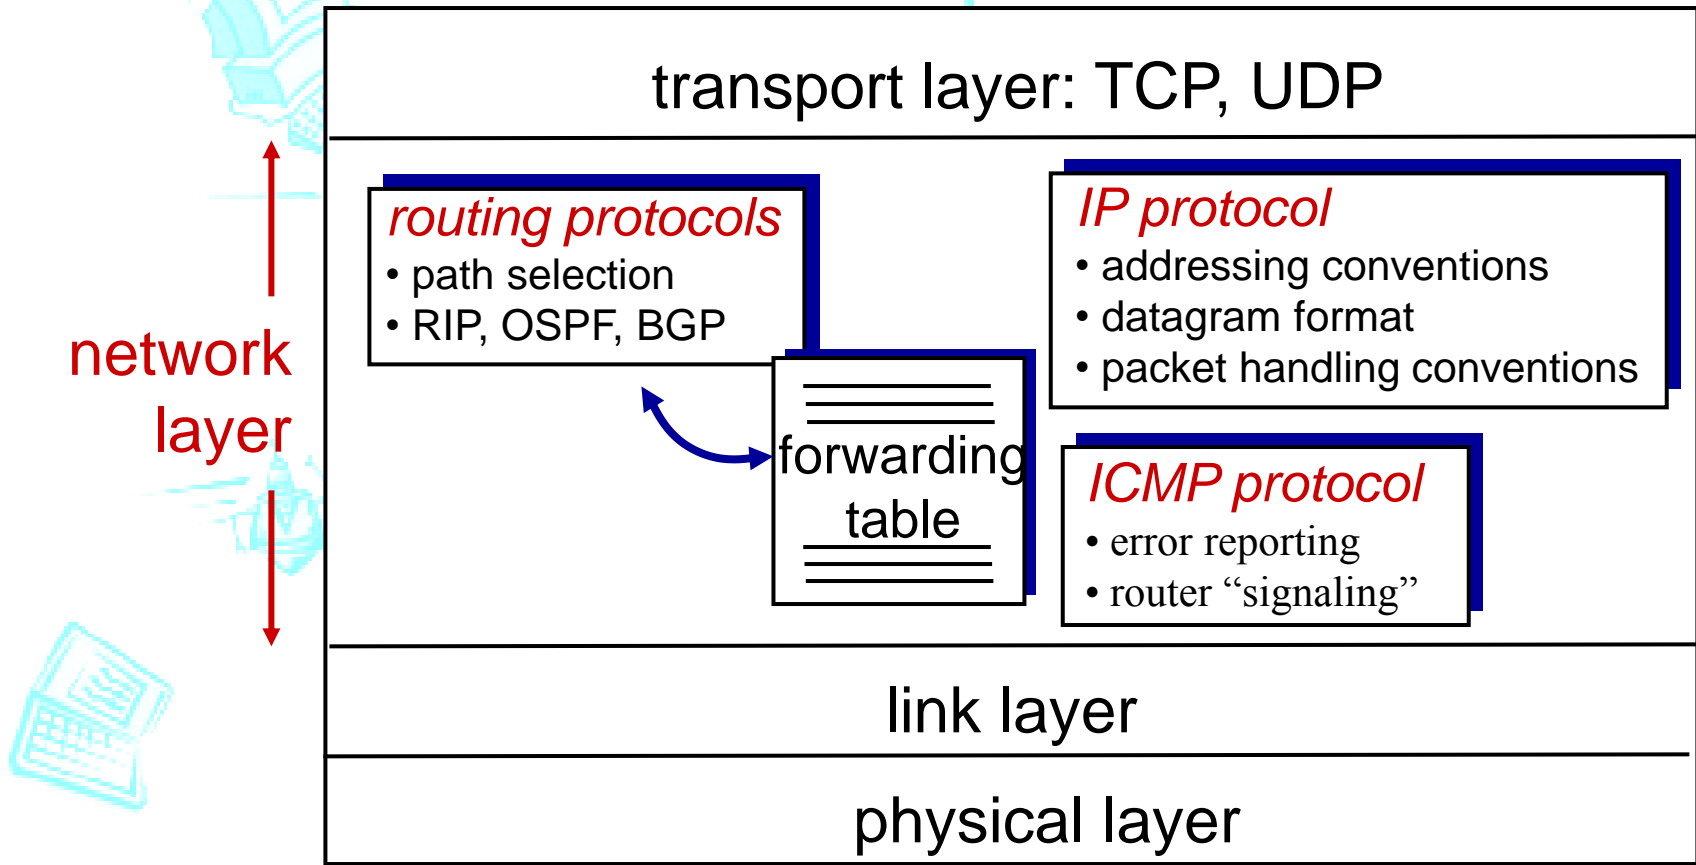 transport layer: TCP, UDP
network
layer
routing protocols
• path selection
• RIP, OSPF, BGP
forwarding
table
IP protocol
• addressing conventions
• datagram format
• packet handling conventions
ICMP protocol
• error reporting
• router “signaling”
link layer
physical layer